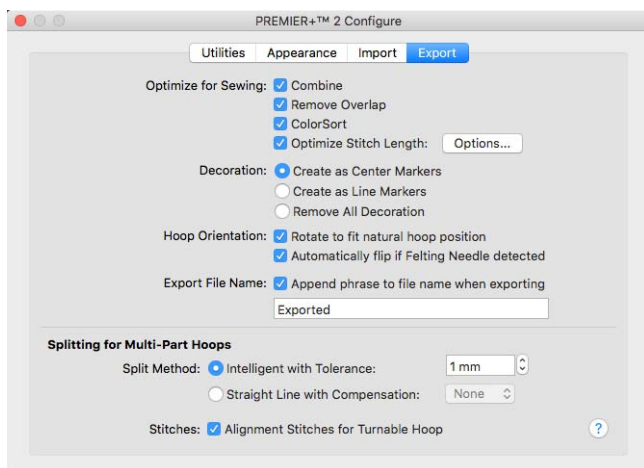 PREMIER+™ 2 Configure
Utilities Appearance Import Export
Optimize for Sewing: Combine
Remove Overlap
ColorSort
Optimize Stitch Length: Options...
Decoration: Create as Center Markers
Create as Line Markers
Remove All Decoration
Hoop Orientation: Rotate to fit natural hoop position
Automatically flip if Felting Needle detected
Export File Name: Append phrase to file name when exporting
Exported
Splitting for Multi-Part Hoops
Split Method: Intelligent with Tolerance: 1 mm
Straight Line with Compensation: None
Stitches: Alignment Stitches for Turnable Hoop ?